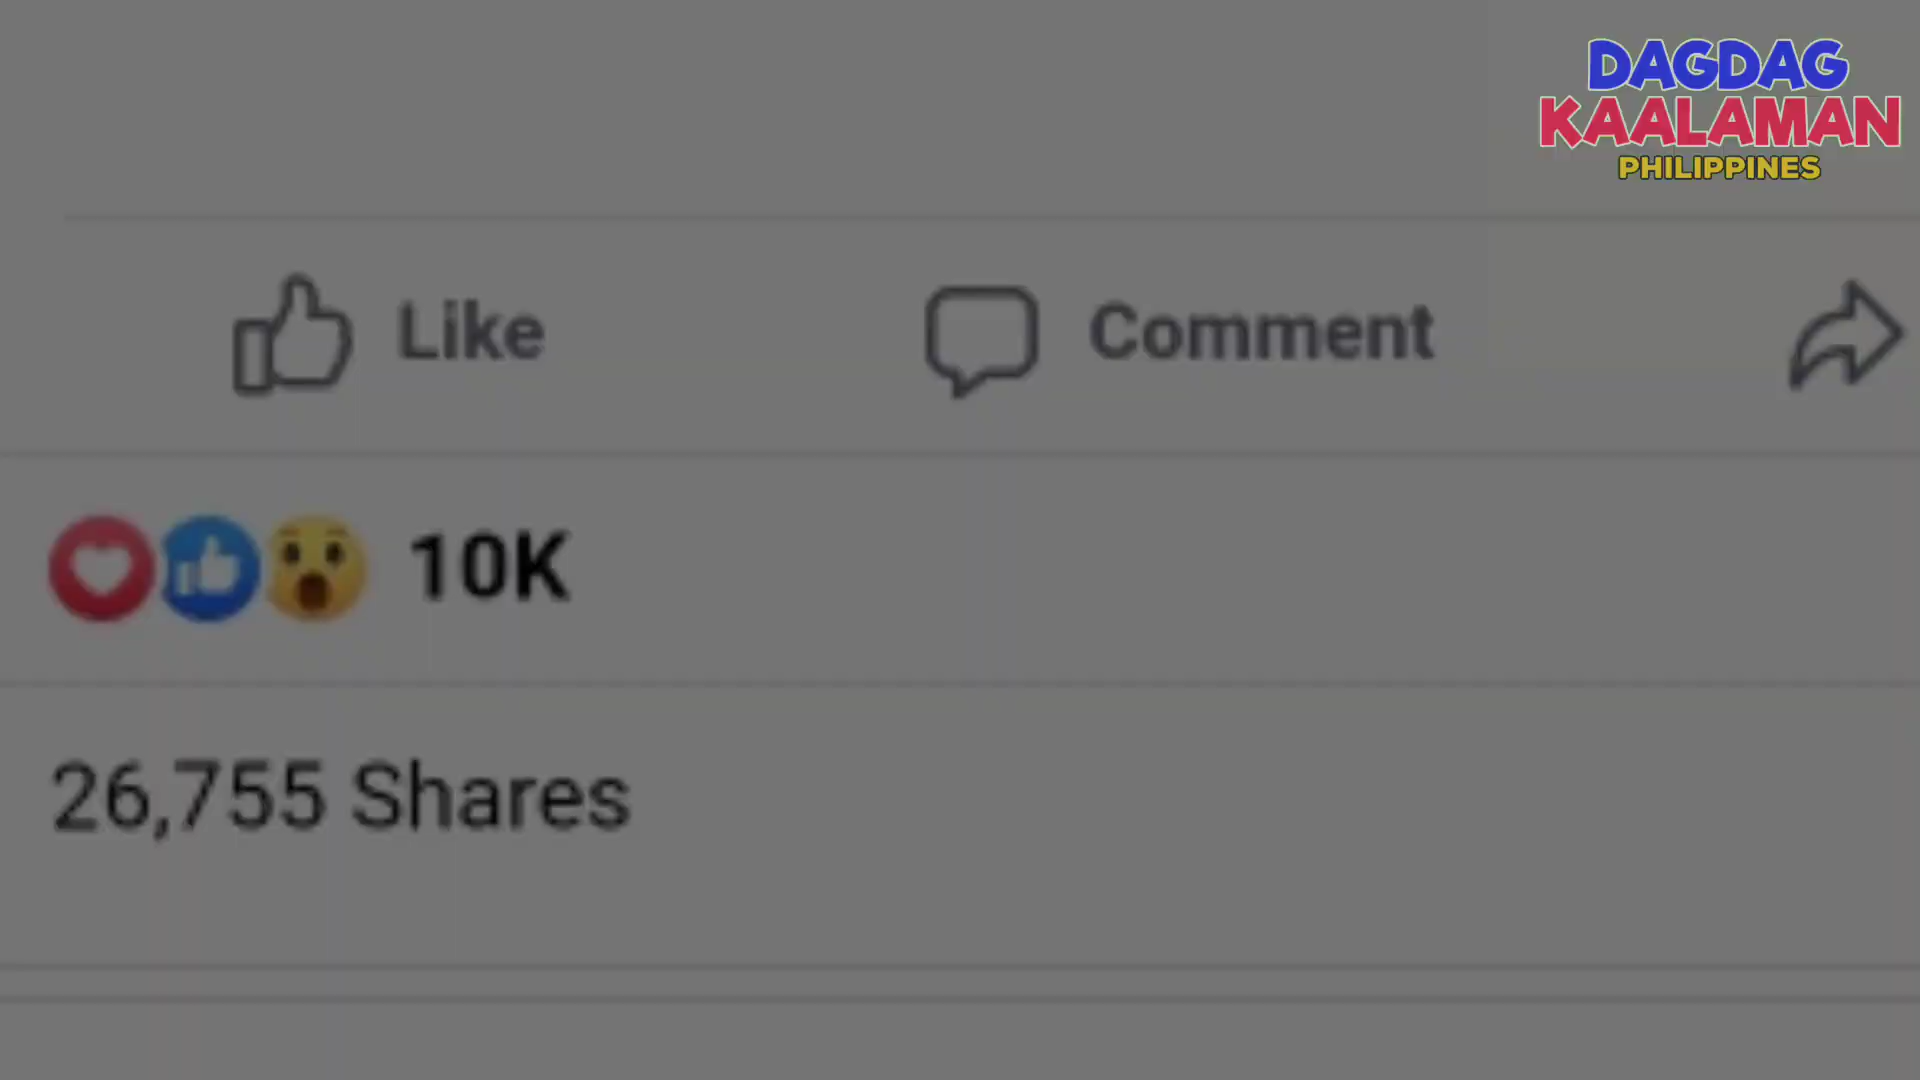 DAGDAG
KAALAMAN
PHILIPPINES
Like Comment
10K
26,755 Shares